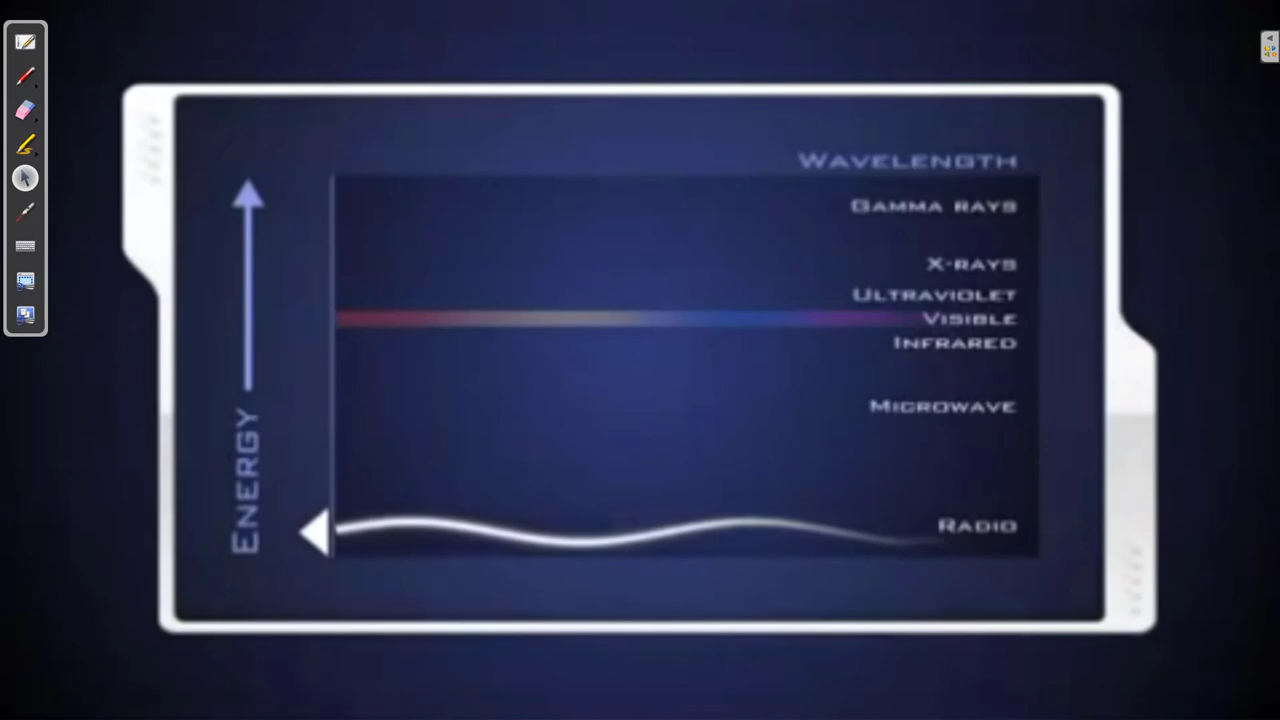 WAVELENGTH
GAMMA RAYS
X-RAYS
ULTRAVIOLET
VISIBLE
INFRARED
MICROWAVE
RADIO
ENERGY